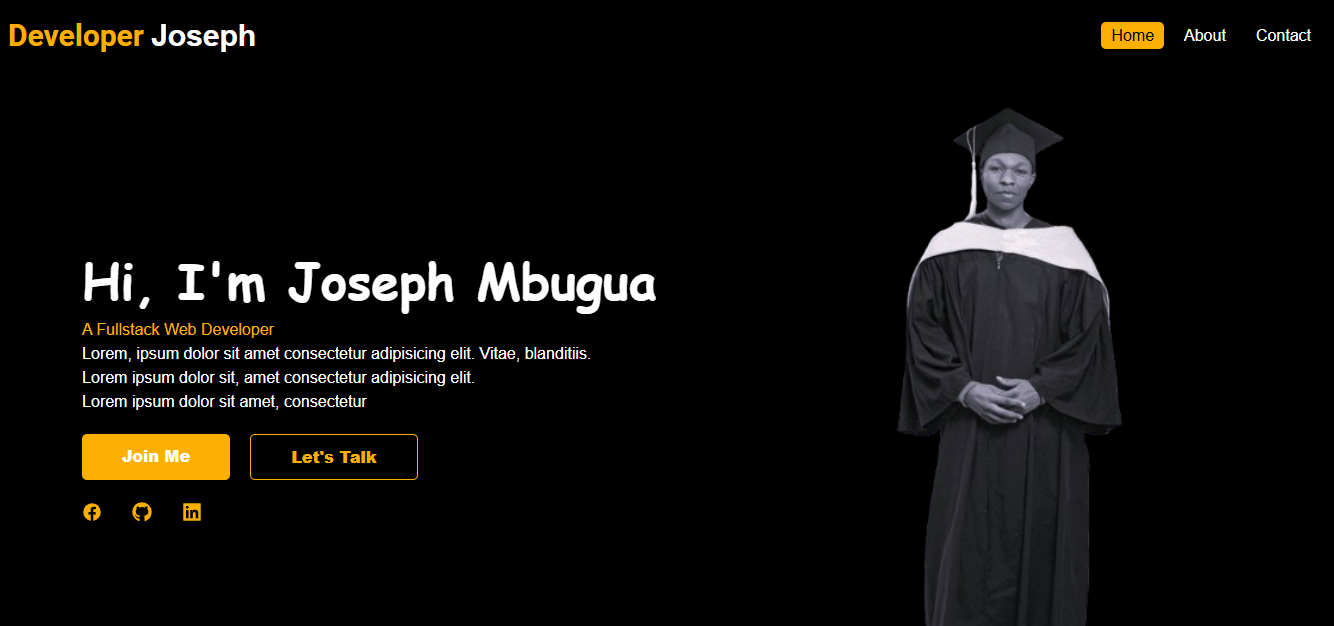 Developer Joseph
Home About Contact
Hi, I'm Joseph Mbugua
A Fullstack Web Developer
Lorem, ipsum dolor sit amet consectetur adipisicing elit. Vitae, blanditiis.
Lorem ipsum dolor sit, amet consectetur adipisicing elit.
Lorem ipsum dolor sit amet, consectetur
Join Me Let's Talk